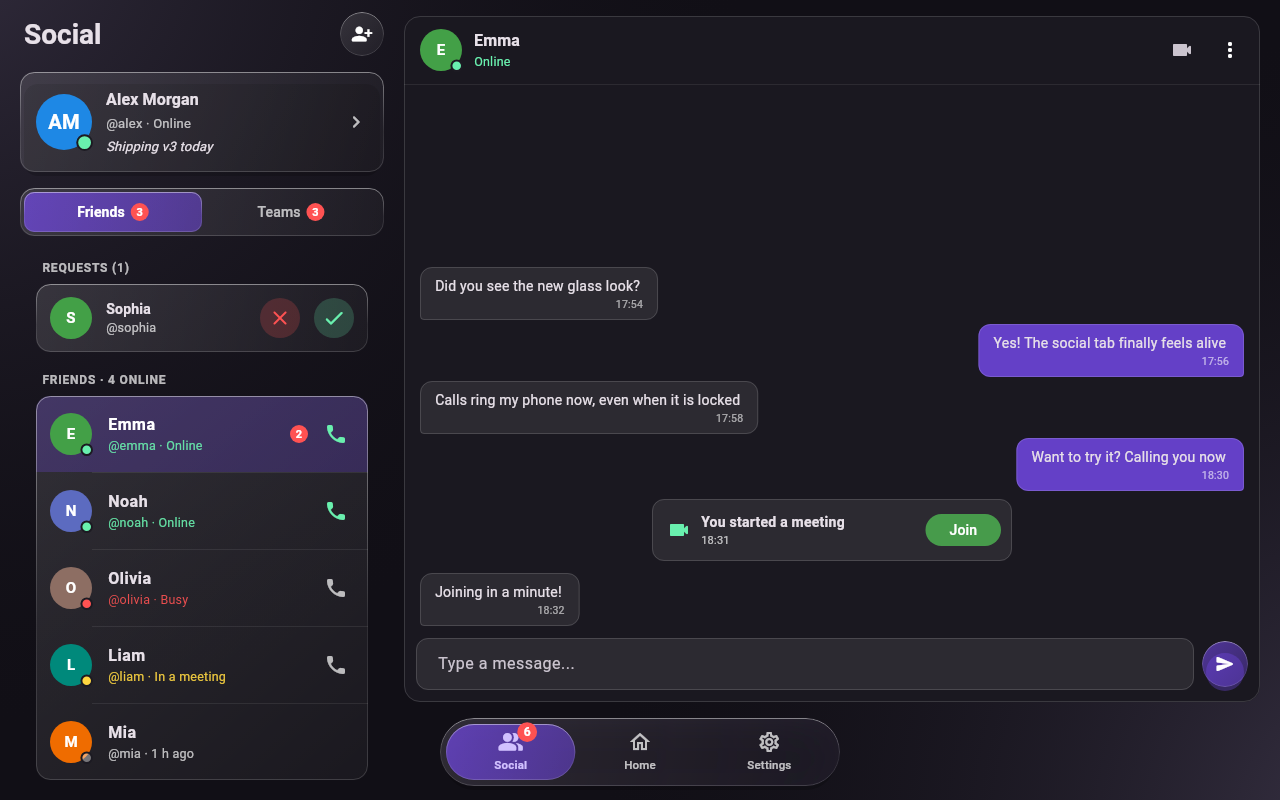 Social
AM
Alex Morgan
@alex · Online
Shipping v3 today
Friends 3
Teams 3
REQUESTS (1)
S
Sophia
@sophia
FRIENDS · 4 ONLINE
E
Emma
@emma · Online
2
N
Noah
@noah · Online
O
Olivia
@olivia · Busy
L
Liam
@liam · In a meeting
M
Mia
@mia · 1 h ago
E
Emma
Online
Did you see the new glass look?
17:54
Yes! The social tab finally feels alive
17:56
Calls ring my phone now, even when it is locked
17:58
Want to try it? Calling you now
18:30
You started a meeting
18:31
Join
Joining in a minute!
18:32
Type a message...
6
Social
Home
Settings